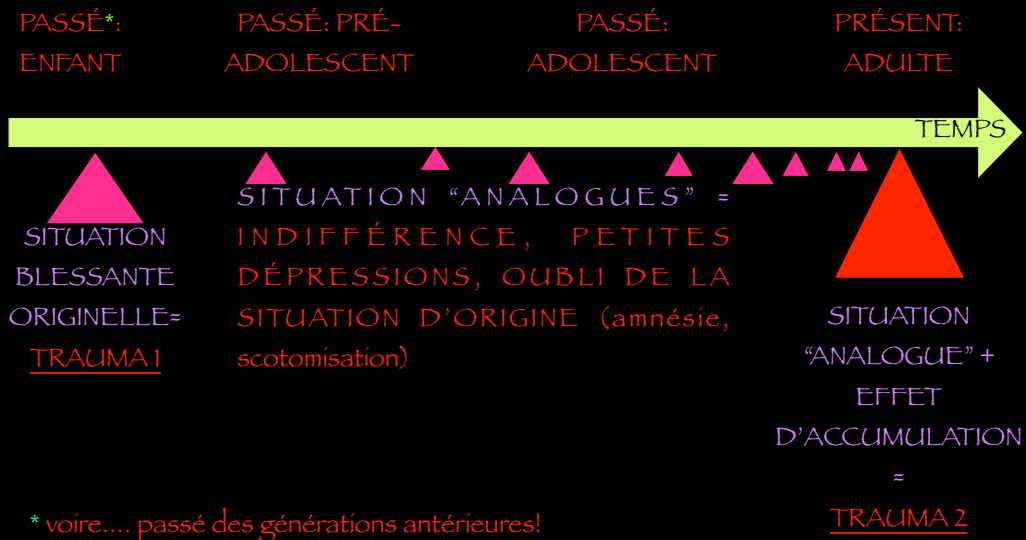 PASSÉ*:
ENFANT
PASSÉ: PRÉ-
ADOLESCENT
PASSÉ:
ADOLESCENT
PRÉSENT:
ADULTE
TEMPS
SITUATION
BLESSANTE
ORIGINELLE=
TRAUMA 1
SITUATION “ANALOGUES” =
INDIFFÉRENCE, PETITES
DÉPRESSIONS, OUBLI DE LA
SITUATION D’ORIGINE (amnésie,
scotomisation)
SITUATION
“ANALOGUE” +
EFFET
D’ACCUMULATION
=
TRAUMA 2
* voire.... passé des générations antérieures!